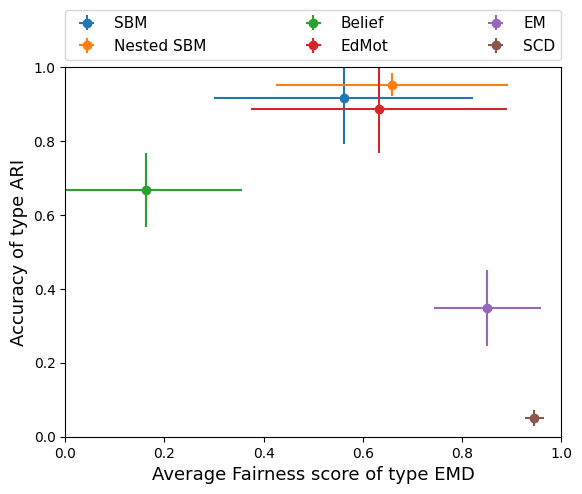 SBM
Nested SBM
Belief
EdMot
EM
SCD
1.0
0.8
0.6
0.4
0.2
0.0
Accuracy of type ARI
0.0 0.2 0.4 0.6 0.8 1.0
Average Fairness score of type EMD